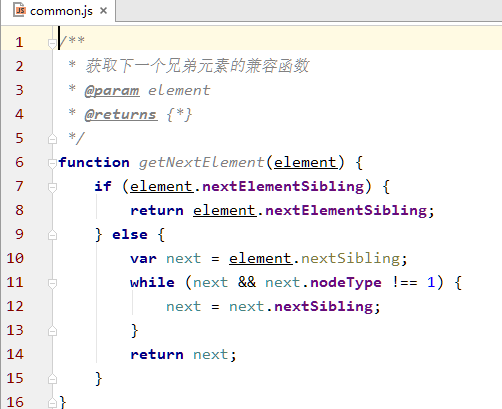 common.js
1 /**
2  * 获取下一个兄弟元素的兼容函数
3  * @param element
4  * @returns {*}
5  */
6 function getNextElement(element) {
7     if (element.nextElementSibling) {
8         return element.nextElementSibling;
9     } else {
10         var next = element.nextSibling;
11         while (next && next.nodeType !== 1) {
12             next = next.nextSibling;
13         }
14         return next;
15     }
16 }